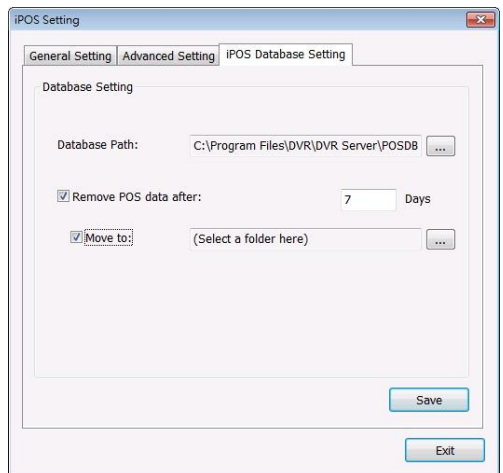 iPOS Setting
General Setting Advanced Setting iPOS Database Setting
Database Setting
Database Path: C:\Program Files\DVR\DVR Server\POSDB ...
Remove POS data after: 7 Days
Move to: (Select a folder here) ...
Save
Exit